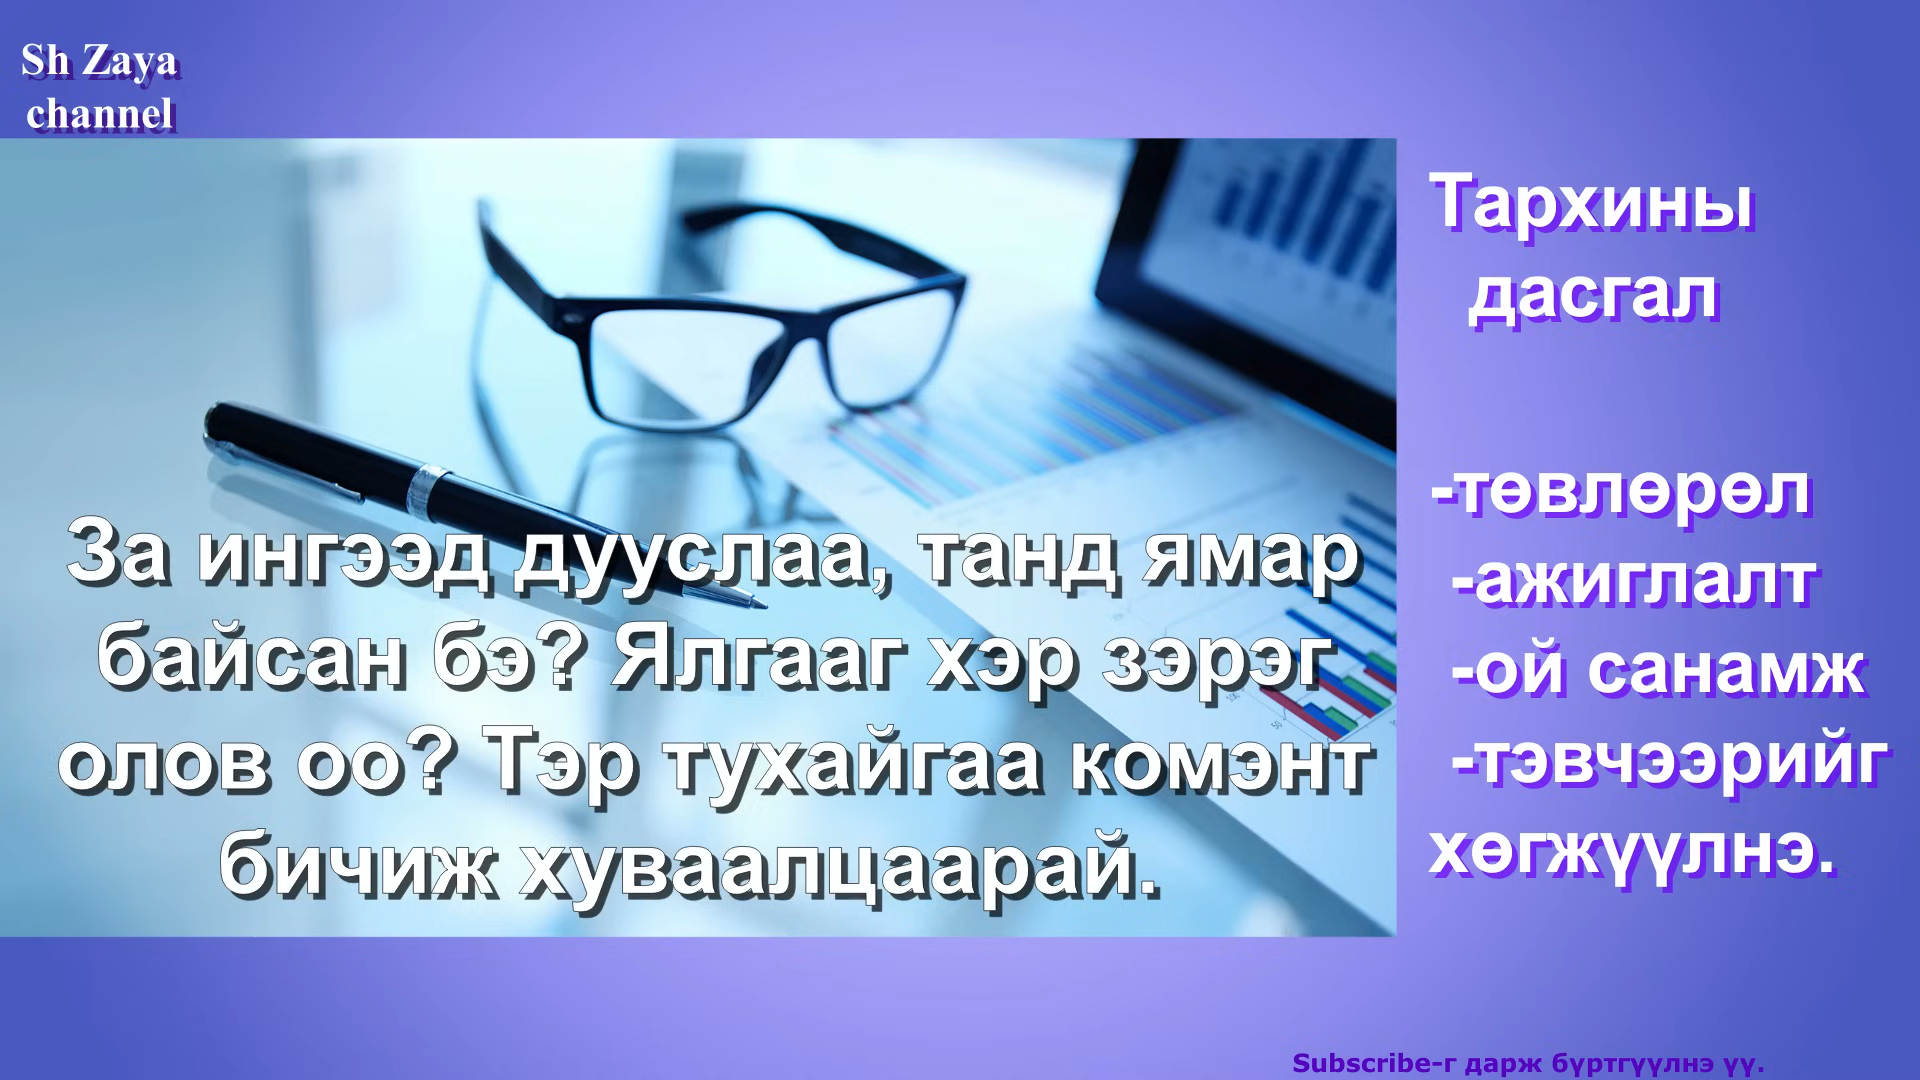 Sh Zaya
channel
Тархины
дасгал
-төвлөрөл
-ажиглалт
-ой санамж
-тэвчээрийг
хөгжүүлнэ.
За ингээд дууслаа, танд ямар
байсан бэ? Ялгааг хэр зэрэг
олов оо? Тэр тухайгаа комэнт
бичиж хуваалцаарай.
Subscribe-г дарж бүртгүүлнэ үү.